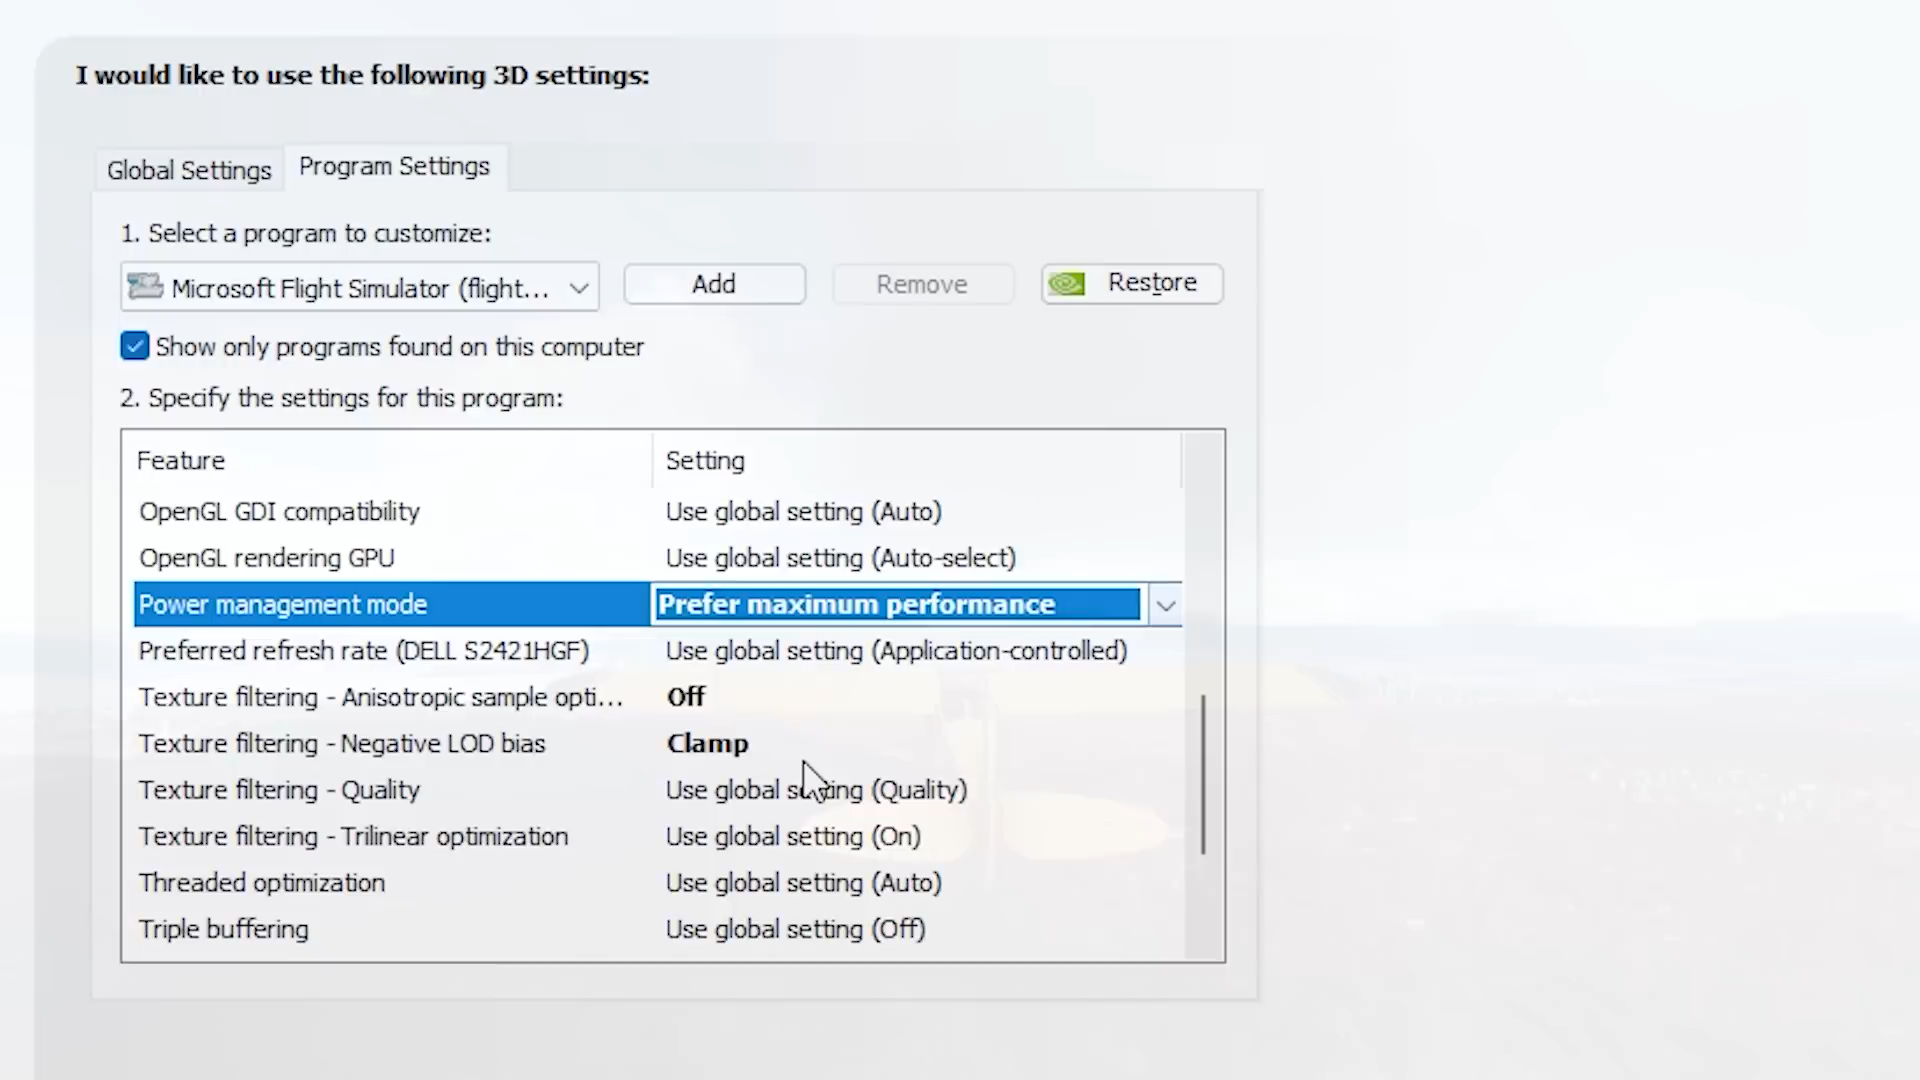 I would like to use the following 3D settings:
Global Settings
Program Settings
1. Select a program to customize:
Microsoft Flight Simulator (flight...
Add
Remove
Restore
Show only programs found on this computer
2. Specify the settings for this program:
Feature Setting
OpenGL GDI compatibility Use global setting (Auto)
OpenGL rendering GPU Use global setting (Auto-select)
Power management mode Prefer maximum performance
Preferred refresh rate (DELL S2421HGF) Use global setting (Application-controlled)
Texture filtering - Anisotropic sample opti... Off
Texture filtering - Negative LOD bias Clamp
Texture filtering - Quality Use global setting (Quality)
Texture filtering - Trilinear optimization Use global setting (On)
Threaded optimization Use global setting (Auto)
Triple buffering Use global setting (Off)